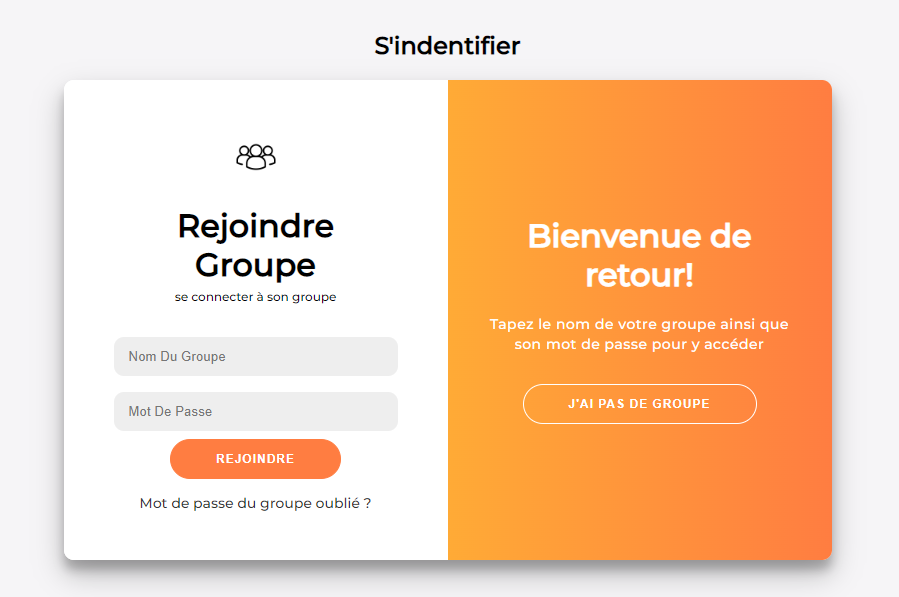 S'indentifier
Rejoindre
Groupe
se connecter à son groupe
Nom Du Groupe
Mot De Passe
REJOINDRE
Mot de passe du groupe oublié ?
Bienvenue de
retour!
Tapez le nom de votre groupe ainsi que
son mot de passe pour y accéder
J'AI PAS DE GROUPE